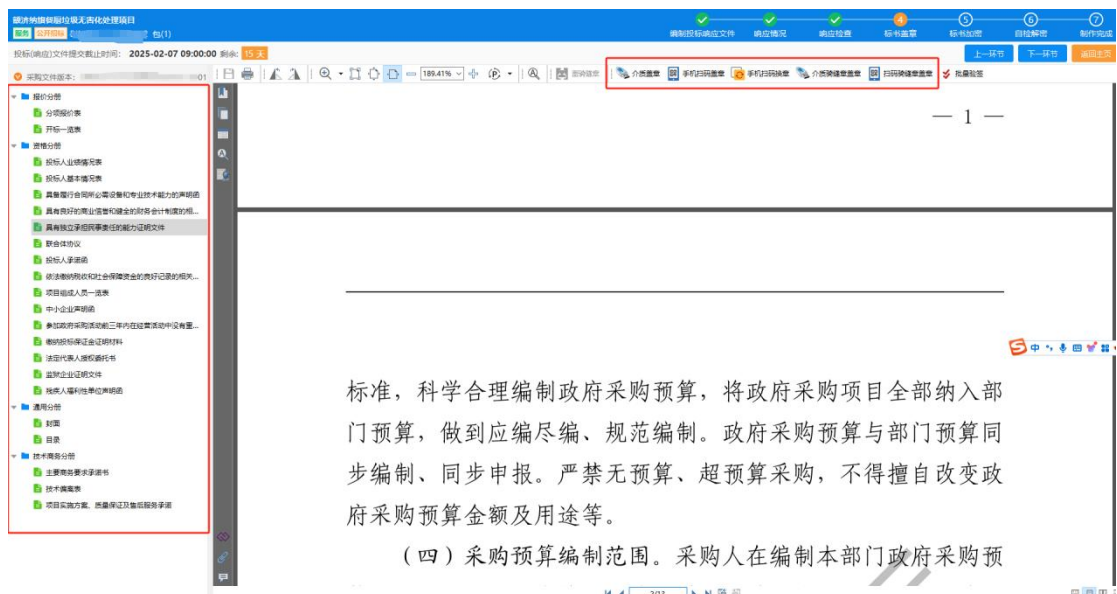 额济纳旗餐厨垃圾无害化处理项目
服务 公开招标 包(1)
编制投标响应文件 响应情况 响应检查 4 标书盖章 5 标书加密 6 自检解密 7 制作完成
投标(响应)文件提交截止时间: 2025-02-07 09:00:00 剩余: 15 天
上一环节 下一环节 返回主页
采购文件版本: 01
189.41%
介质盖章 手机扫码盖章 手机扫码换章 介质骑缝章盖章 扫码骑缝章盖章 批量验签
报价分册
分项报价表
开标一览表
资格分册
投标人业绩情况表
投标人基本情况表
具备履行合同所必需设备和专业技术能力的声明函
具有良好的商业信誉和健全的财务会计制度的相...
具有独立承担民事责任的能力证明文件
联合体协议
投标人承诺函
依法缴纳税收和社会保障资金的良好记录的相关...
项目组成人员一览表
中小企业声明函
参加政府采购活动前三年内在经营活动中没有重...
缴纳投标保证金证明材料
法定代表人授权委托书
监狱企业证明文件
残疾人福利性单位声明函
通用分册
封面
目录
技术商务分册
主要商务要求承诺书
技术偏离表
项目实施方案、质量保证及售后服务承诺
— 1 —
标准，科学合理编制政府采购预算，将政府采购项目全部纳入部
门预算，做到应编尽编、规范编制。政府采购预算与部门预算同
步编制、同步申报。严禁无预算、超预算采购，不得擅自改变政
府采购预算金额及用途等。
（四）采购预算编制范围。采购人在编制本部门政府采购预
中
2/13